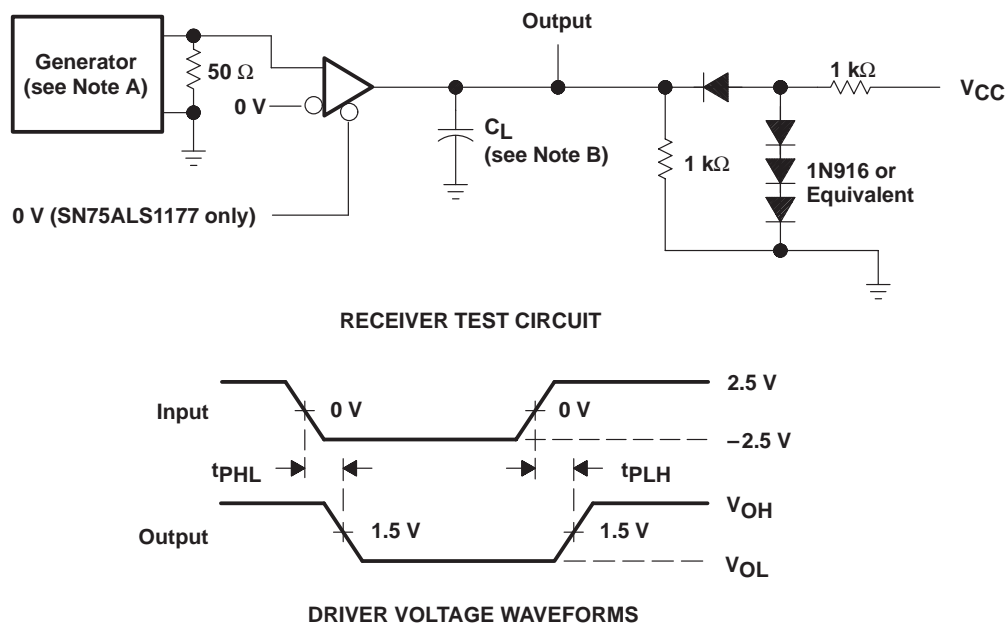 Output
Generator
(see Note A)
50 Ω
0 V
CL
(see Note B)
1 kΩ
1 kΩ
VCC
1N916 or
Equivalent
0 V (SN75ALS1177 only)
RECEIVER TEST CIRCUIT
Input
0 V
0 V
2.5 V
−2.5 V
tPHL
tPLH
Output
1.5 V
1.5 V
VOH
VOL
DRIVER VOLTAGE WAVEFORMS